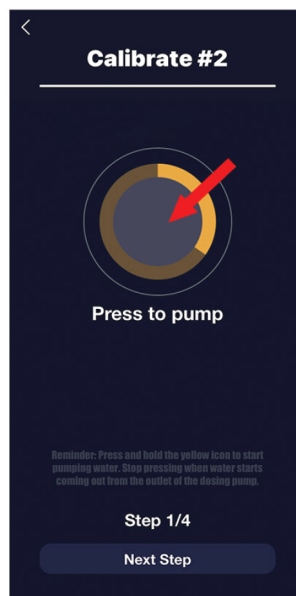 Calibrate #2
Press to pump
Reminder: Press and hold the yellow icon to start
pumping water. Stop pressing when water starts
coming out from the outlet of the dosing pump.
Step 1/4
Next Step